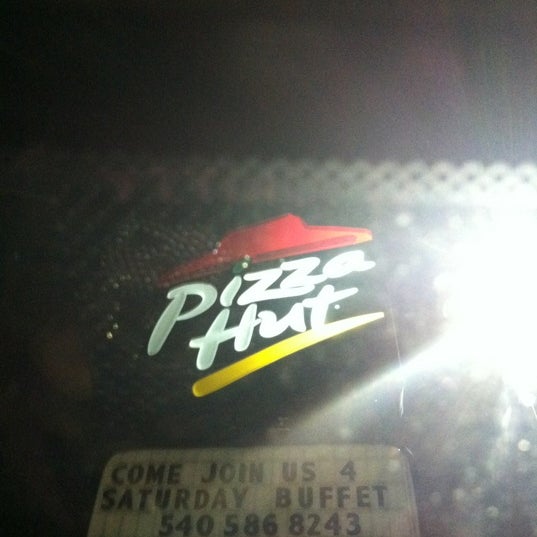 Pizza
Hut
COME JOIN US 4
SATURDAY BUFFET
540 586 8243